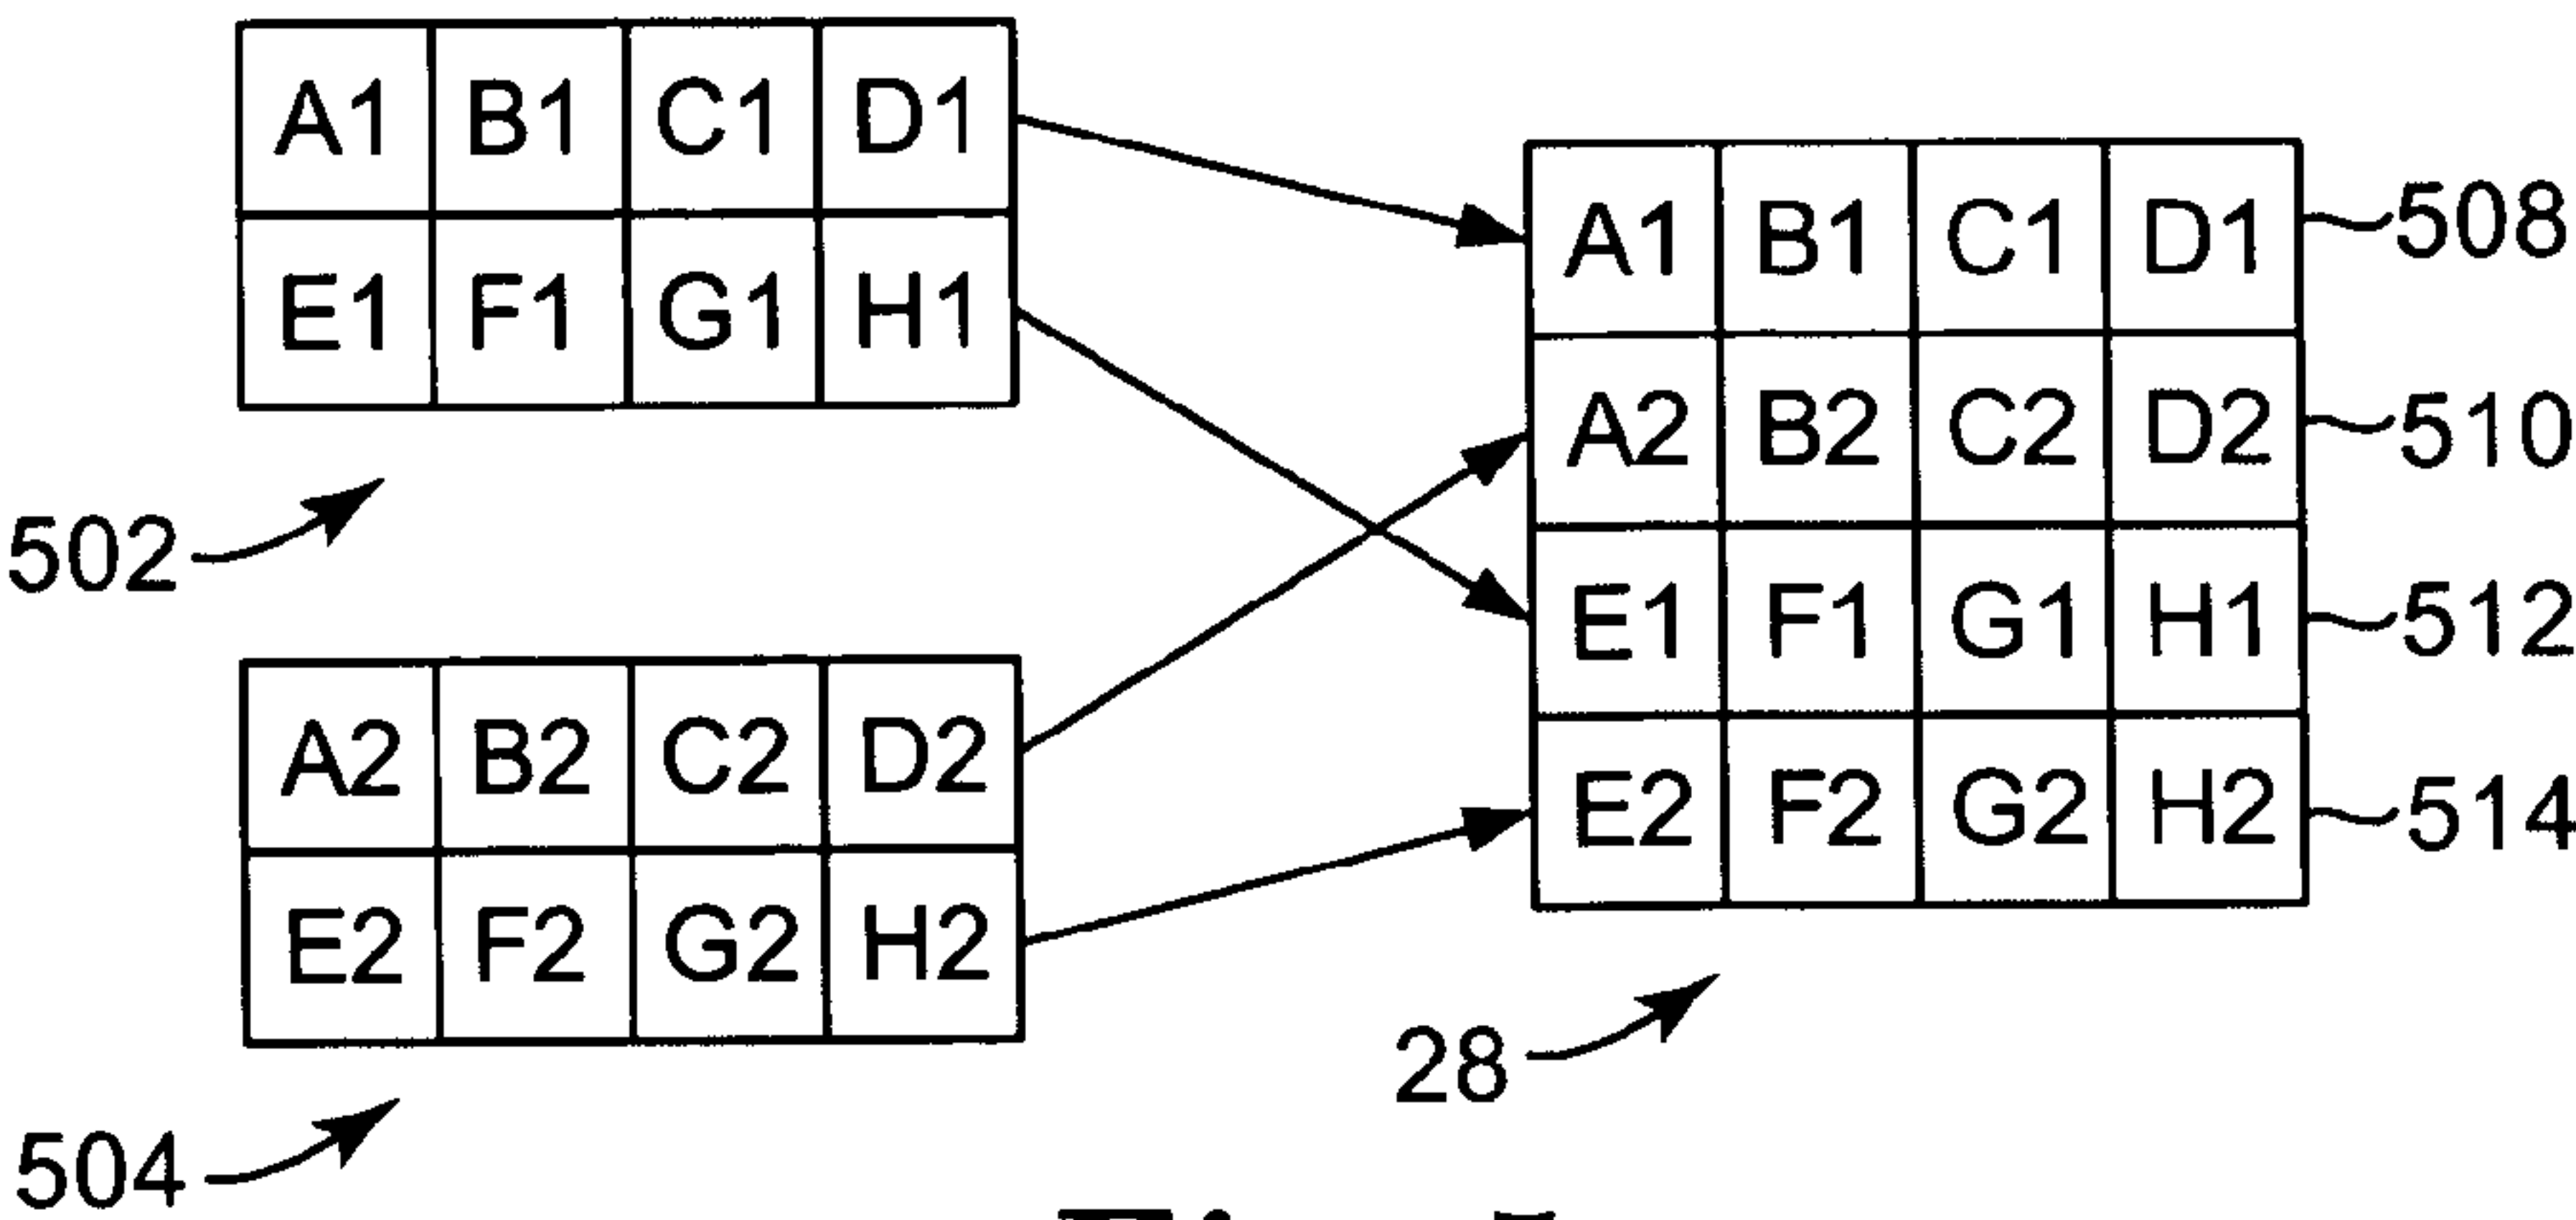 A1 B1 C1 D1
E1 F1 G1 H1
502
A2 B2 C2 D2
E2 F2 G2 H2
504
A1 B1 C1 D1 508
A2 B2 C2 D2 510
E1 F1 G1 H1 512
E2 F2 G2 H2 514
28